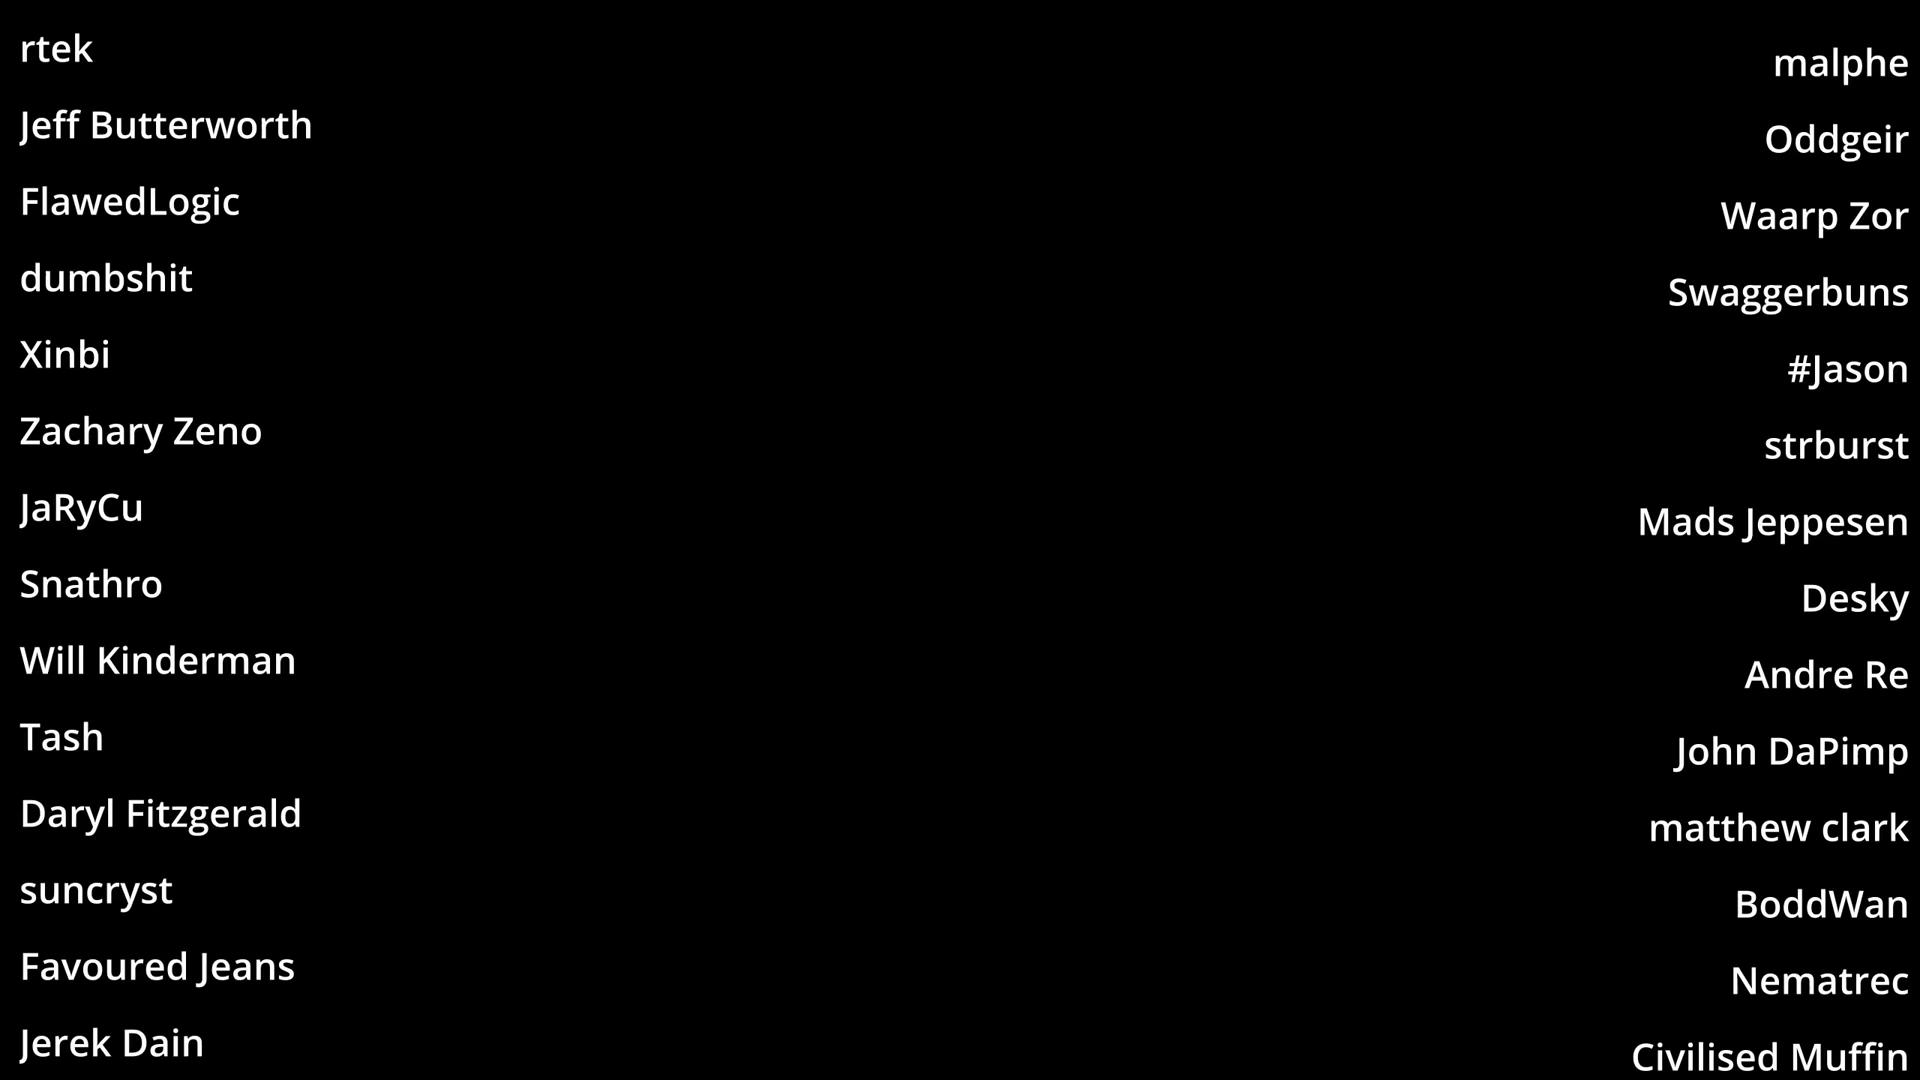 rtek
Jeff Butterworth
FlawedLogic
dumbshit
Xinbi
Zachary Zeno
JaRyCu
Snathro
Will Kinderman
Tash
Daryl Fitzgerald
suncryst
Favoured Jeans
Jerek Dain
malphe
Oddgeir
Waarp Zor
Swaggerbuns
#Jason
strburst
Mads Jeppesen
Desky
Andre Re
John DaPimp
matthew clark
BoddWan
Nematrec
Civilised Muffin